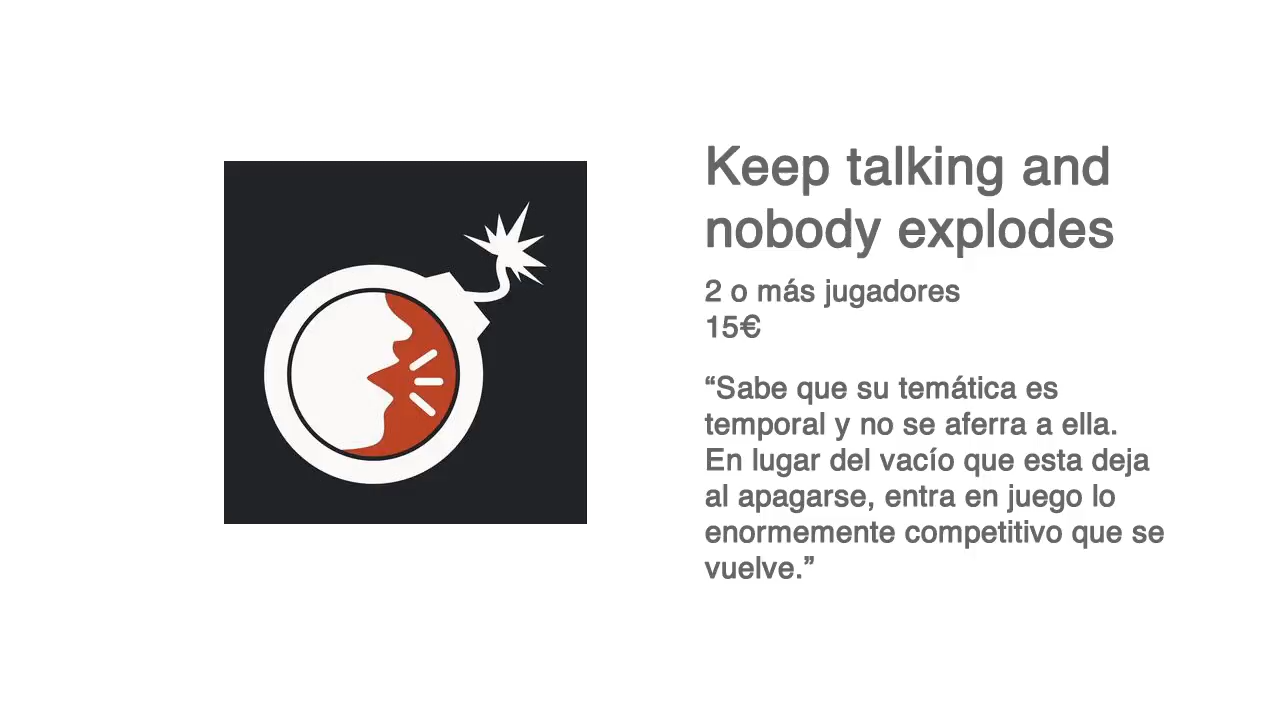 Keep talking and
nobody explodes
2 o más jugadores
15€
“Sabe que su temática es
temporal y no se aferra a ella.
En lugar del vacío que esta deja
al apagarse, entra en juego lo
enormemente competitivo que se
vuelve.”